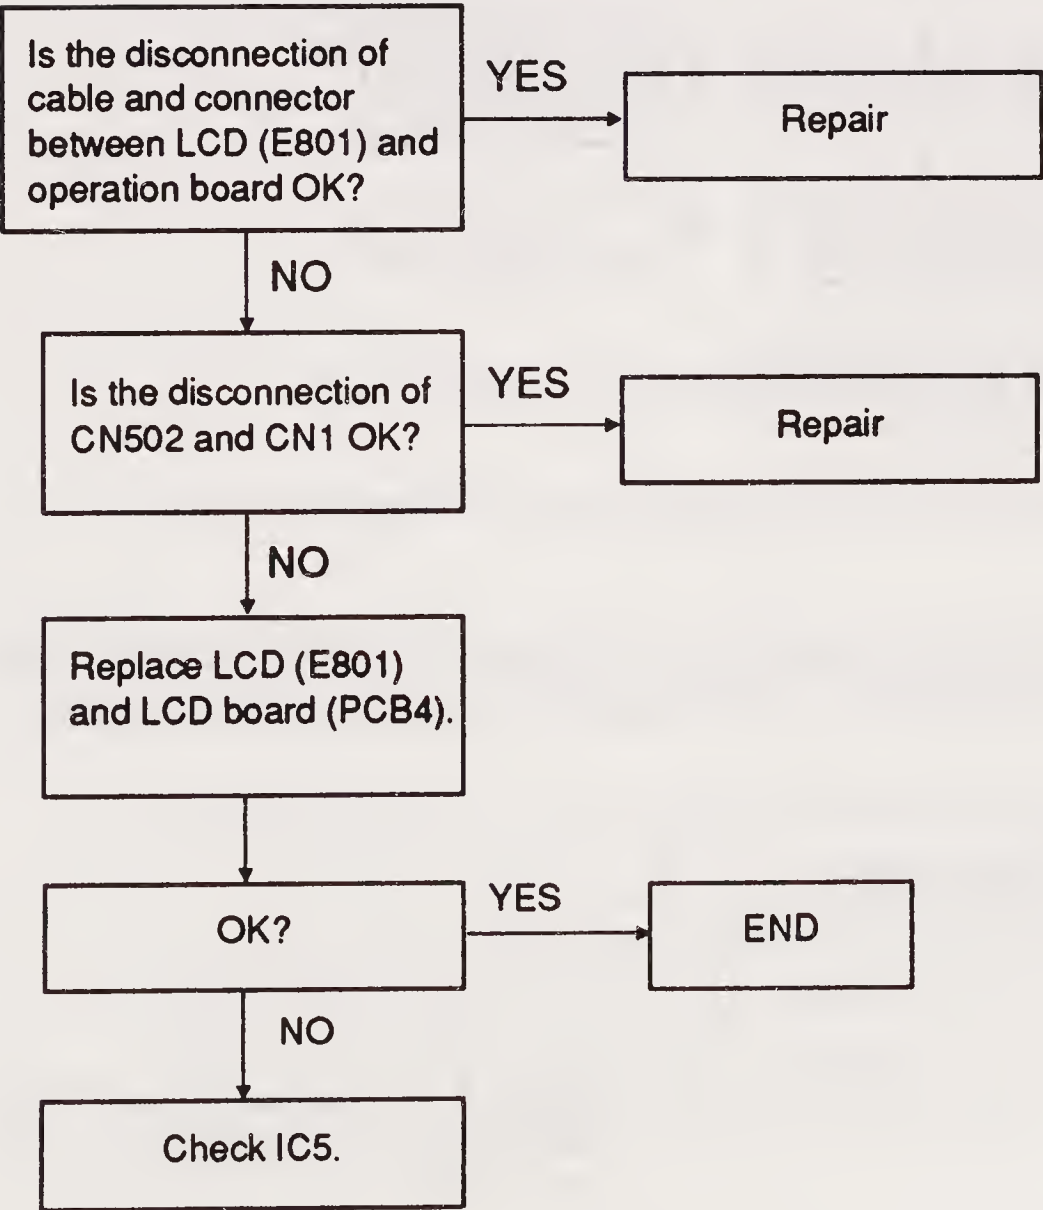 Is the disconnection of
cable and connector
between LCD (E801) and
operation board OK?
YES
Repair
NO
Is the disconnection of
CN502 and CN1 OK?
YES
Repair
NO
Replace LCD (E801)
and LCD board (PCB4).
OK?
YES
END
NO
Check IC5.